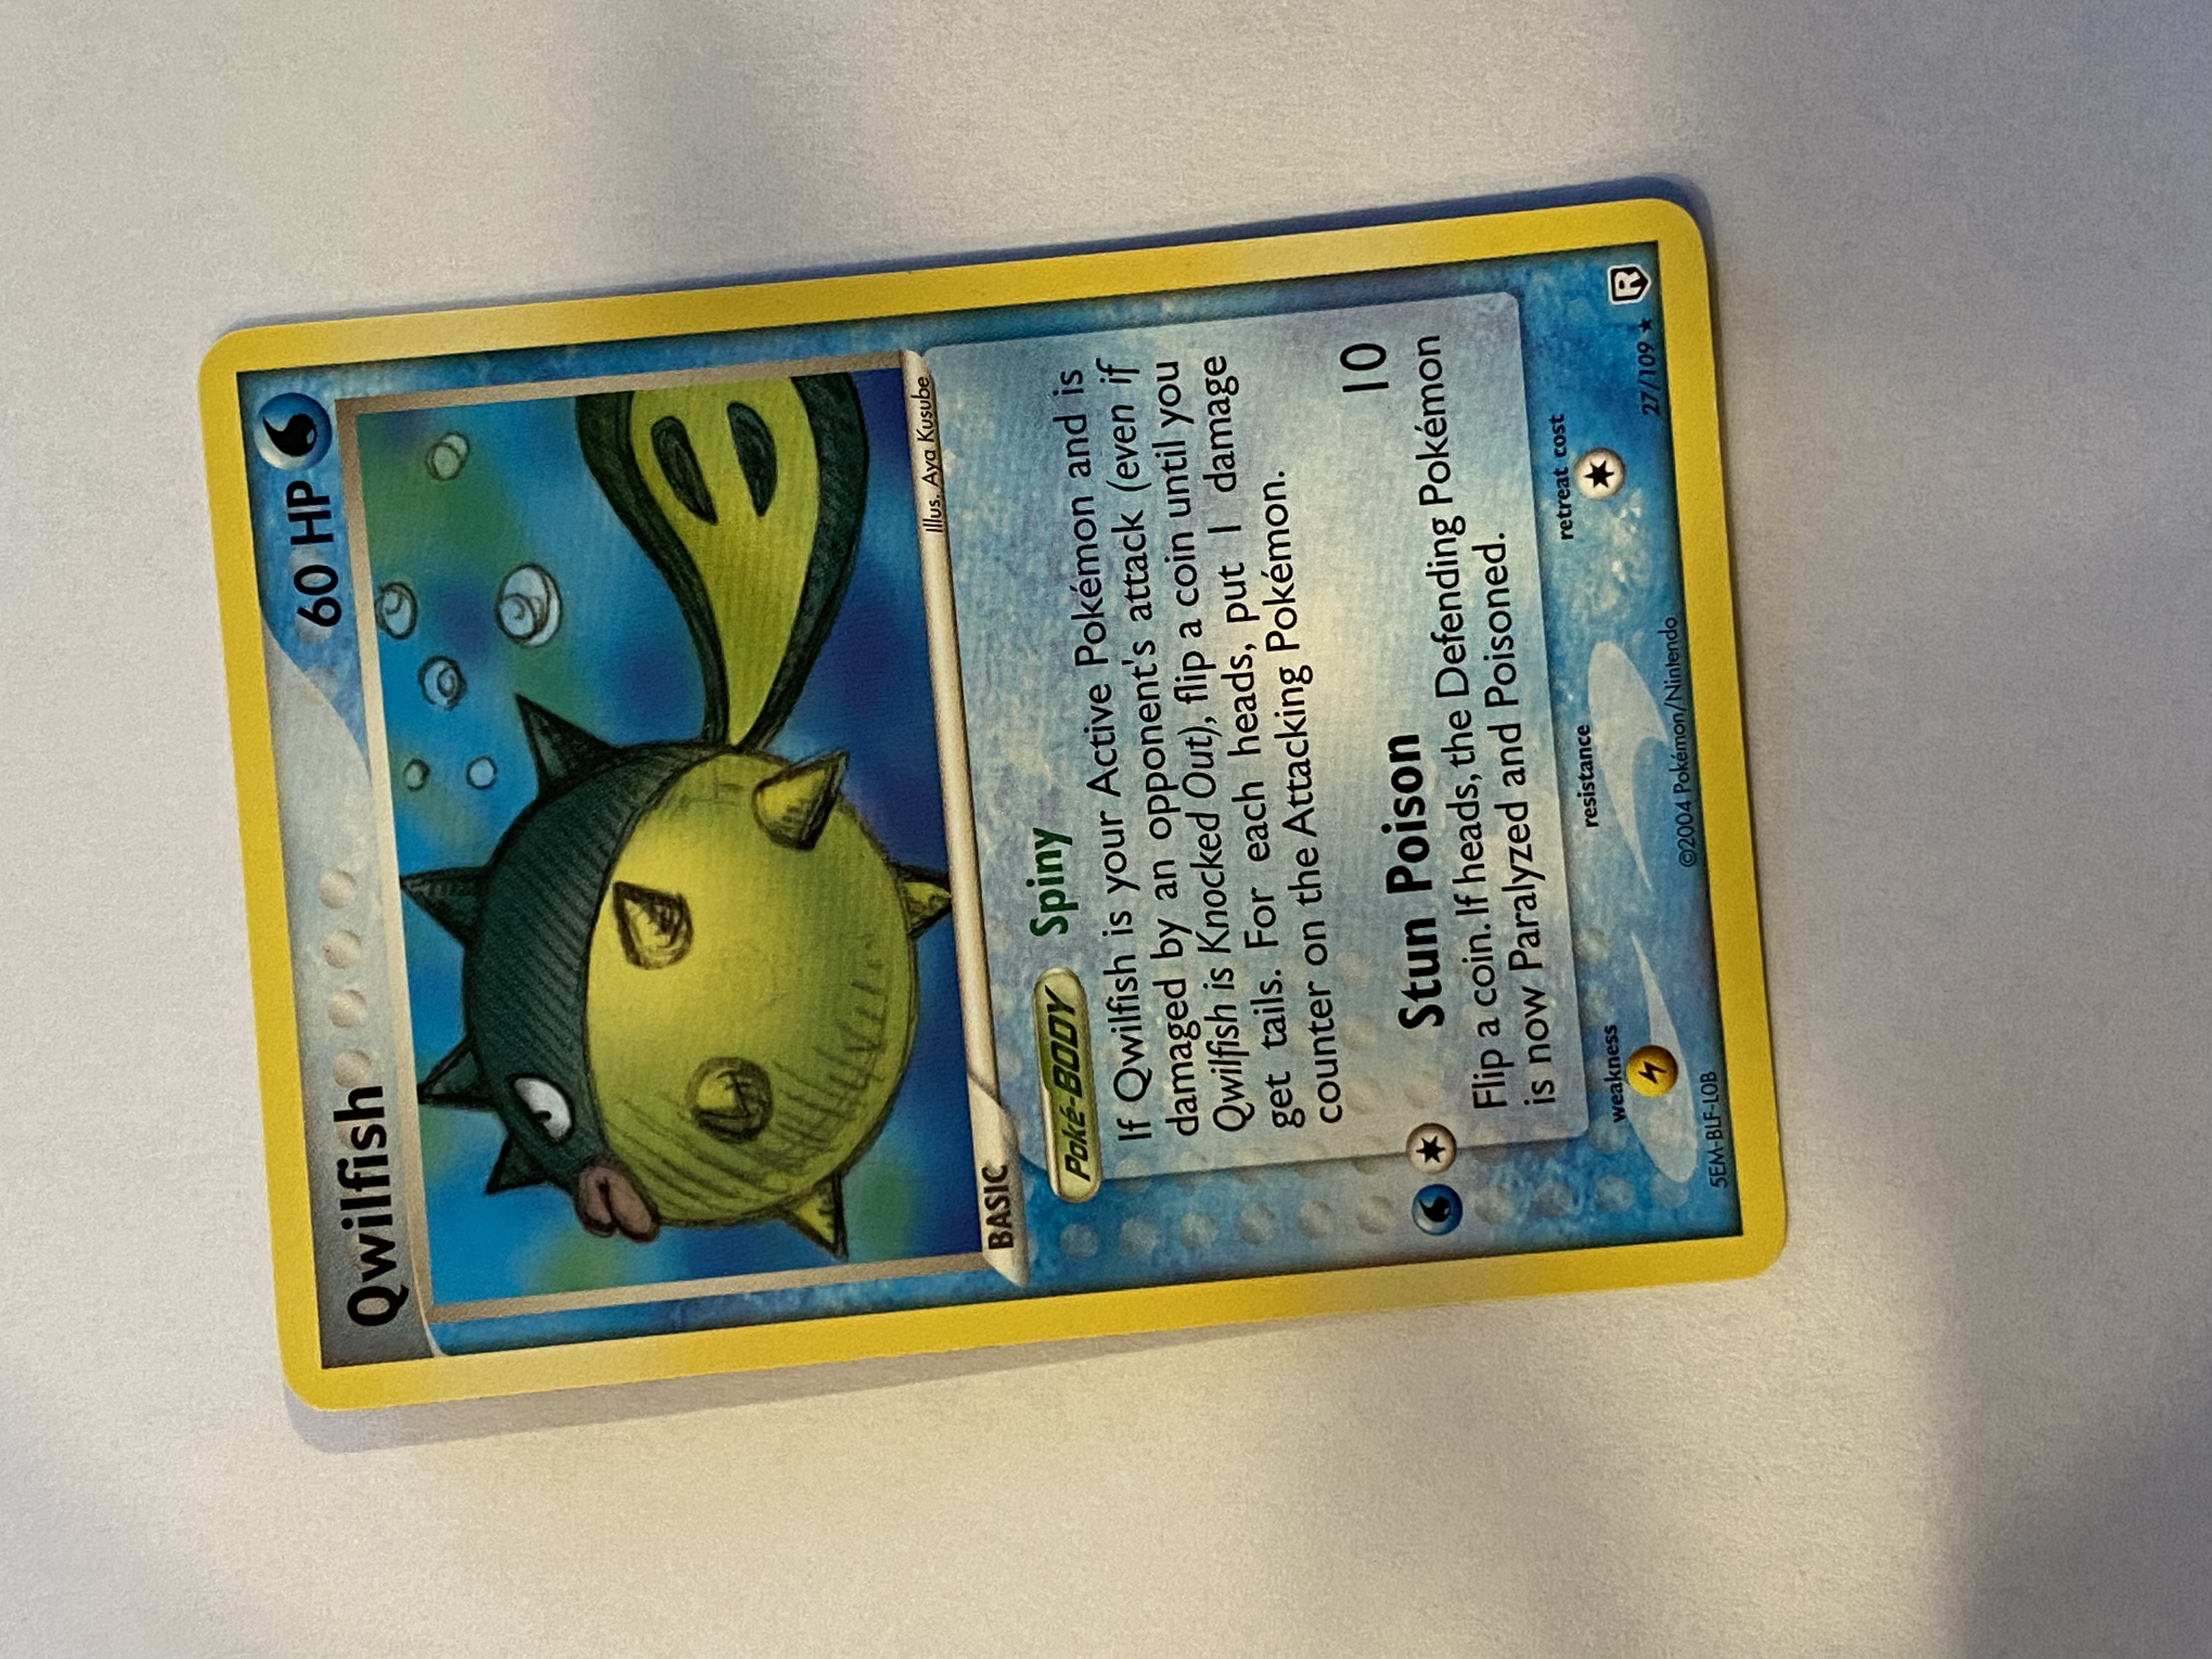 Qwilfish
60 HP
Illus. Aya Kusube
BASIC
Poké-BODY Spiny
If Qwilfish is your Active Pokémon and is
damaged by an opponent's attack (even if
Qwilfish is Knocked Out), flip a coin until you
get tails. For each heads, put 1 damage
counter on the Attacking Pokémon.
Stun Poison 10
Flip a coin. If heads, the Defending Pokémon
is now Paralyzed and Poisoned.
weakness resistance retreat cost
27/109 ★ R
5EM-BLF-L0B ©2004 Pokémon/Nintendo